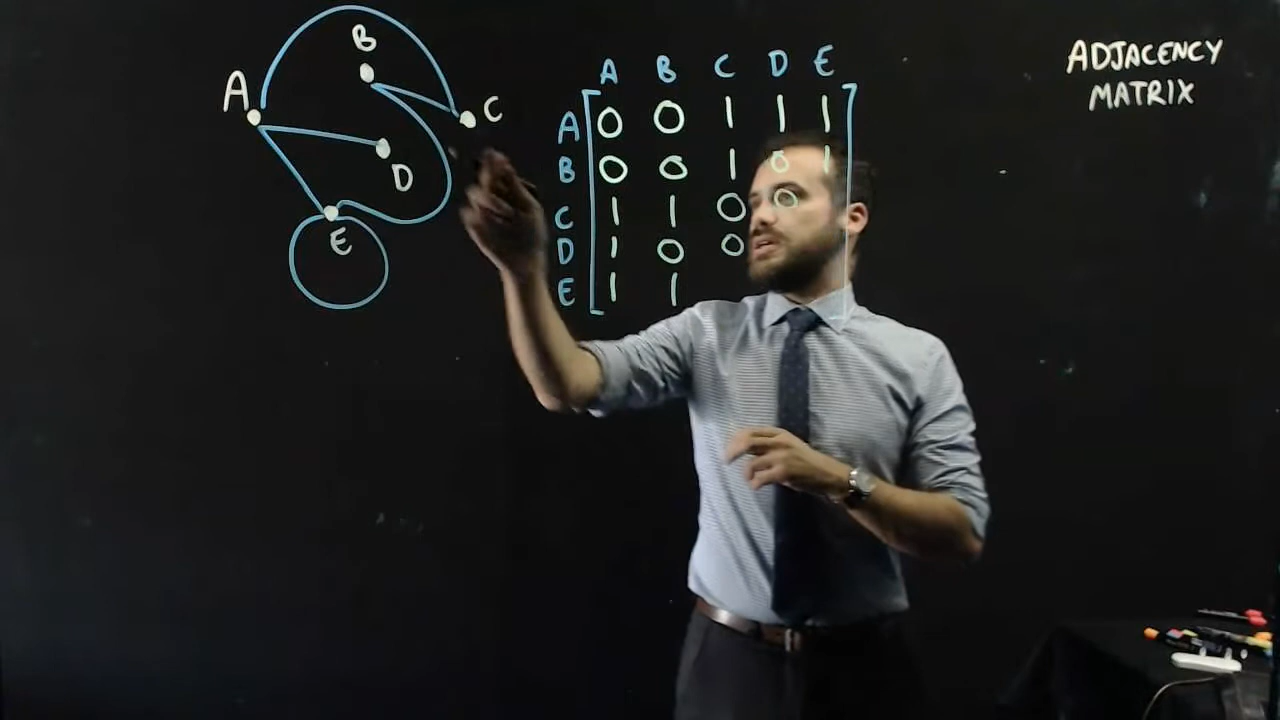 A
B
C
D
E
A B C D E
A 0 0 1 1 1
B 0 0 1 0 1
C 1 1 0 0
D 1 0 0
E 1 1
ADJACENCY
MATRIX